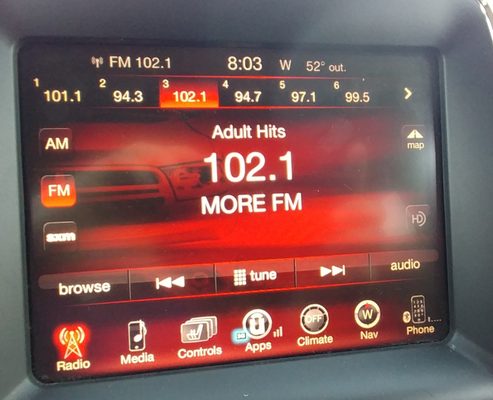 FM 102.1 8:03 W 52° out.
1 101.1 2 94.3 3 102.1 4 94.7 5 97.1 6 99.5 >
AM
Adult Hits
map
102.1
FM
MORE FM
HD
sxm
browse tune audio
OFF W
3G
Radio Media Controls Apps Climate Nav Phone